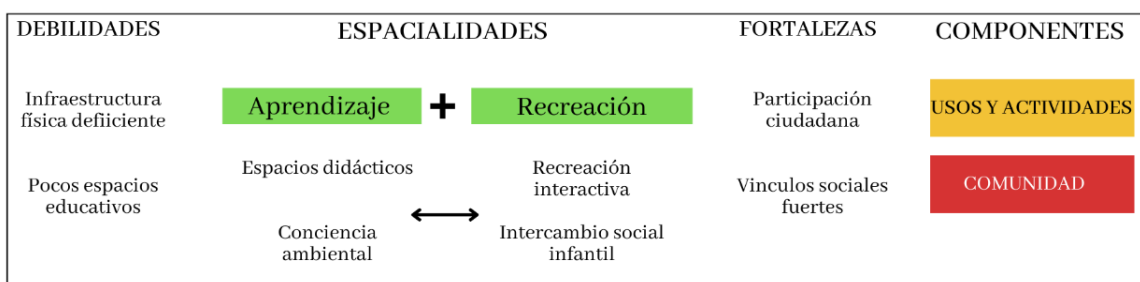 DEBILIDADES
ESPACIALIDADES
FORTALEZAS
COMPONENTES
Infraestructura
física defiiciente
Aprendizaje
+
Recreación
Participación
ciudadana
USOS Y ACTIVIDADES
Pocos espacios
educativos
Espacios didácticos
Recreación
interactiva
Vinculos sociales
fuertes
COMUNIDAD
Conciencia
ambiental
Intercambio social
infantil